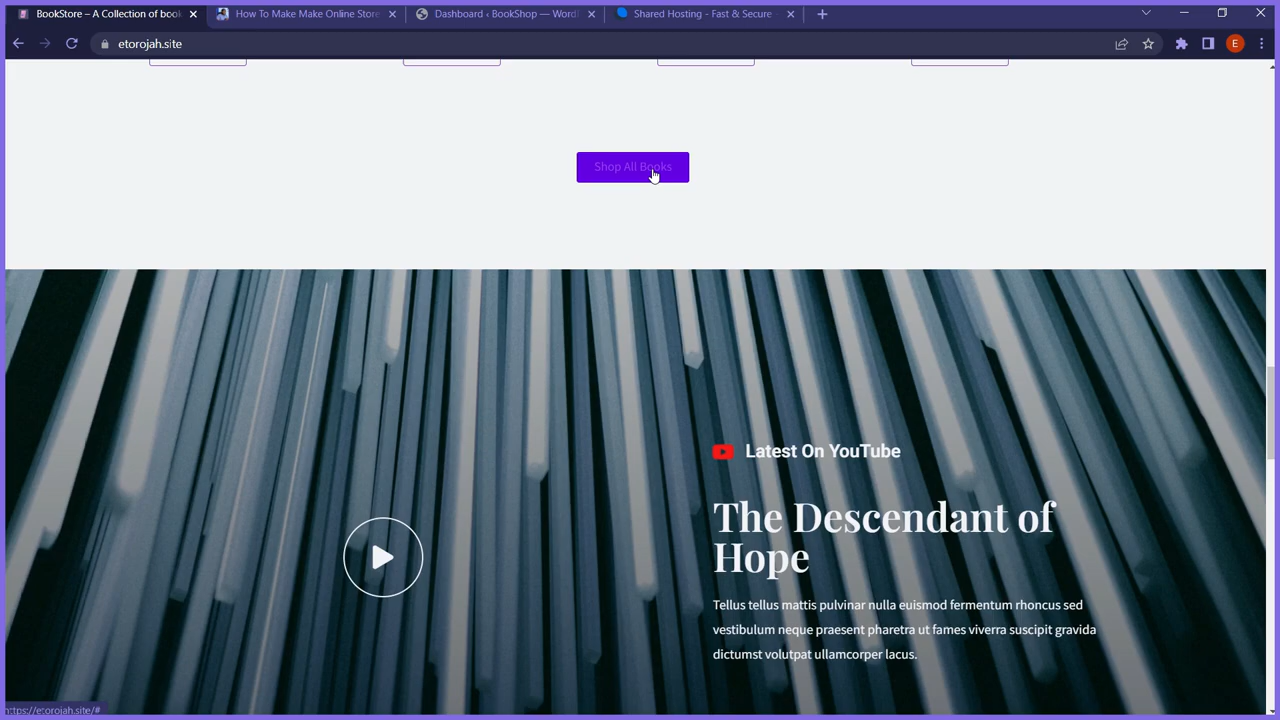 BookStore – A Collection of book
How To Make Make Online Store
Dashboard ‹ BookShop — Word
Shared Hosting - Fast & Secure
etorojah.site
E
Shop All Books
Latest On YouTube
The Descendant of
Hope
Tellus tellus mattis pulvinar nulla euismod fermentum rhoncus sed
vestibulum neque praesent pharetra ut fames viverra suscipit gravida
dictumst volutpat ullamcorper lacus.
https://etorojah.site/#